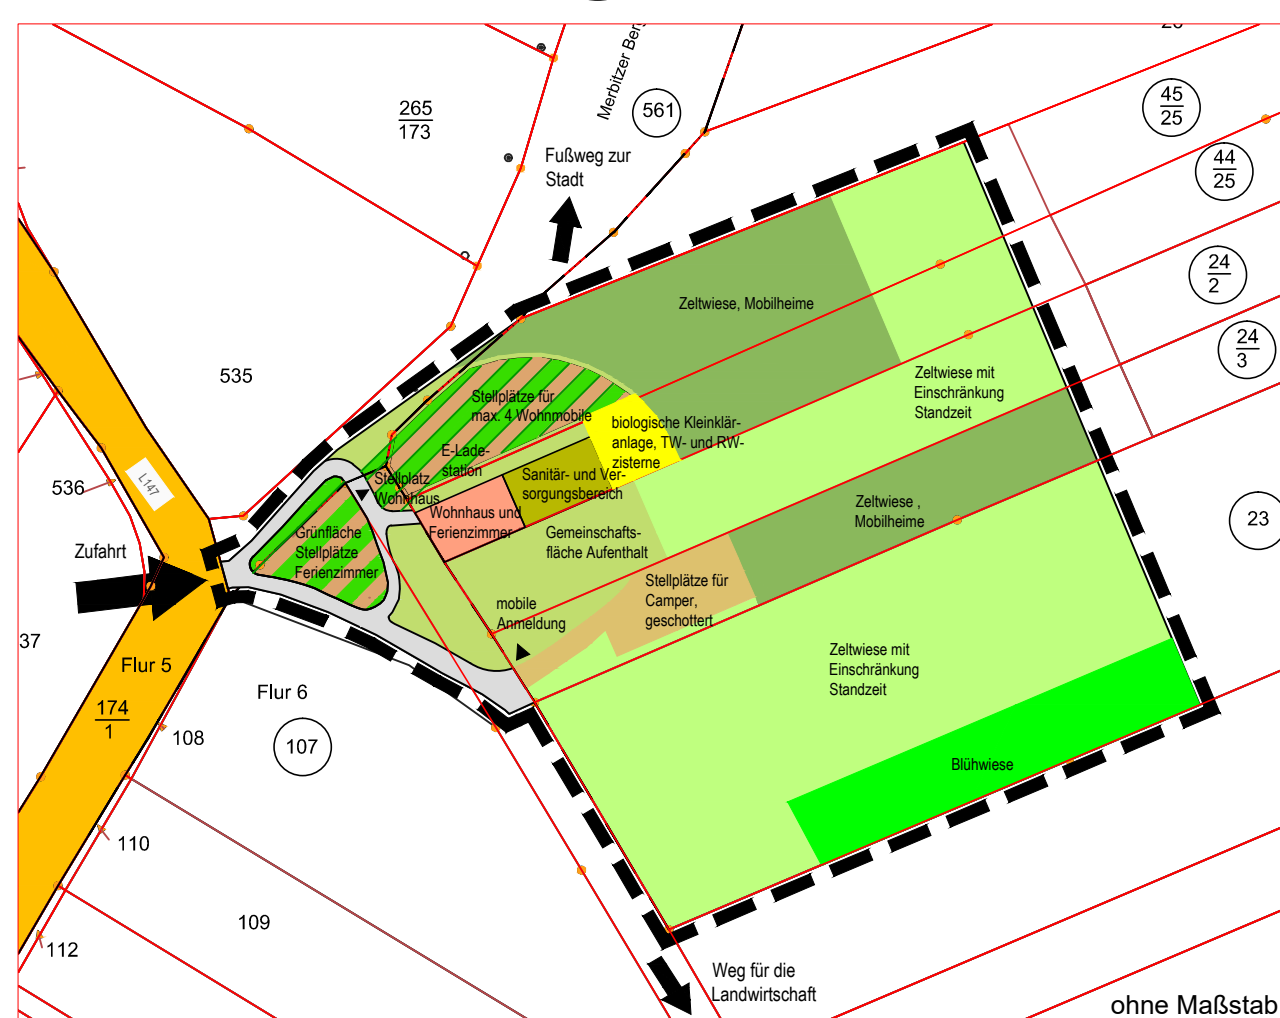 265
173
Merbitzer Berg
561
45
25
44
25
24
2
24
3
23
Fußweg zur
Stadt
Zeltwiese, Mobilheime
535
Zeltwiese mit
Einschränkung
Standzeit
Stellplätze für
max. 4 Wohnmobile
biologische Kleinklär-
anlage, TW- und RW-
zisterne
E-Lade-
station
Stellplatz
Wohnhaus
Sanitär- und Ver-
sorgungsbereich
536
L147
Wohnhaus und
Ferienzimmer
Zeltwiese ,
Mobilheime
Grünfläche
Stellplätze
Ferienzimmer
Gemeinschafts-
fläche Aufenthalt
Zufahrt
Stellplätze für
Camper,
geschottert
mobile
Anmeldung
37
Flur 5
Flur 6
Zeltwiese mit
Einschränkung
Standzeit
174
1
108
107
Blühwiese
110
109
112
Weg für die
Landwirtschaft
ohne Maßstab